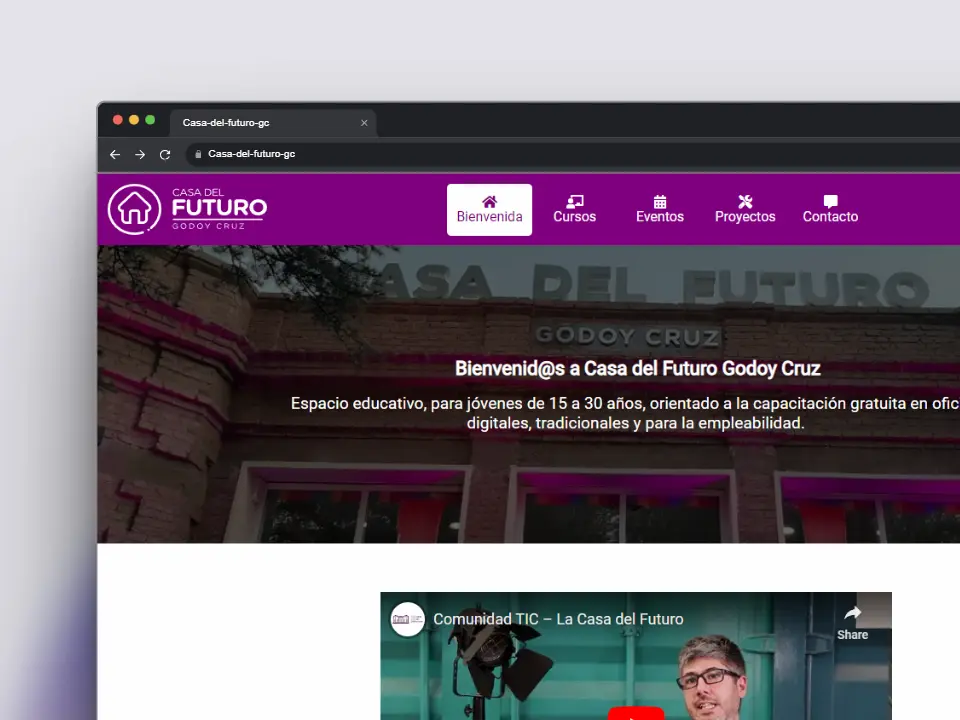 Casa-del-futuro-gc
Casa-del-futuro-gc
CASA DEL
FUTURO
GODOY CRUZ
Bienvenida
Cursos
Eventos
Proyectos
Contacto
CASA DEL FUTURO
GODOY CRUZ
Bienvenid@s a Casa del Futuro Godoy Cruz
Espacio educativo, para jóvenes de 15 a 30 años, orientado a la capacitación gratuita en ofic
digitales, tradicionales y para la empleabilidad.
Comunidad TIC – La Casa del Futuro
Share